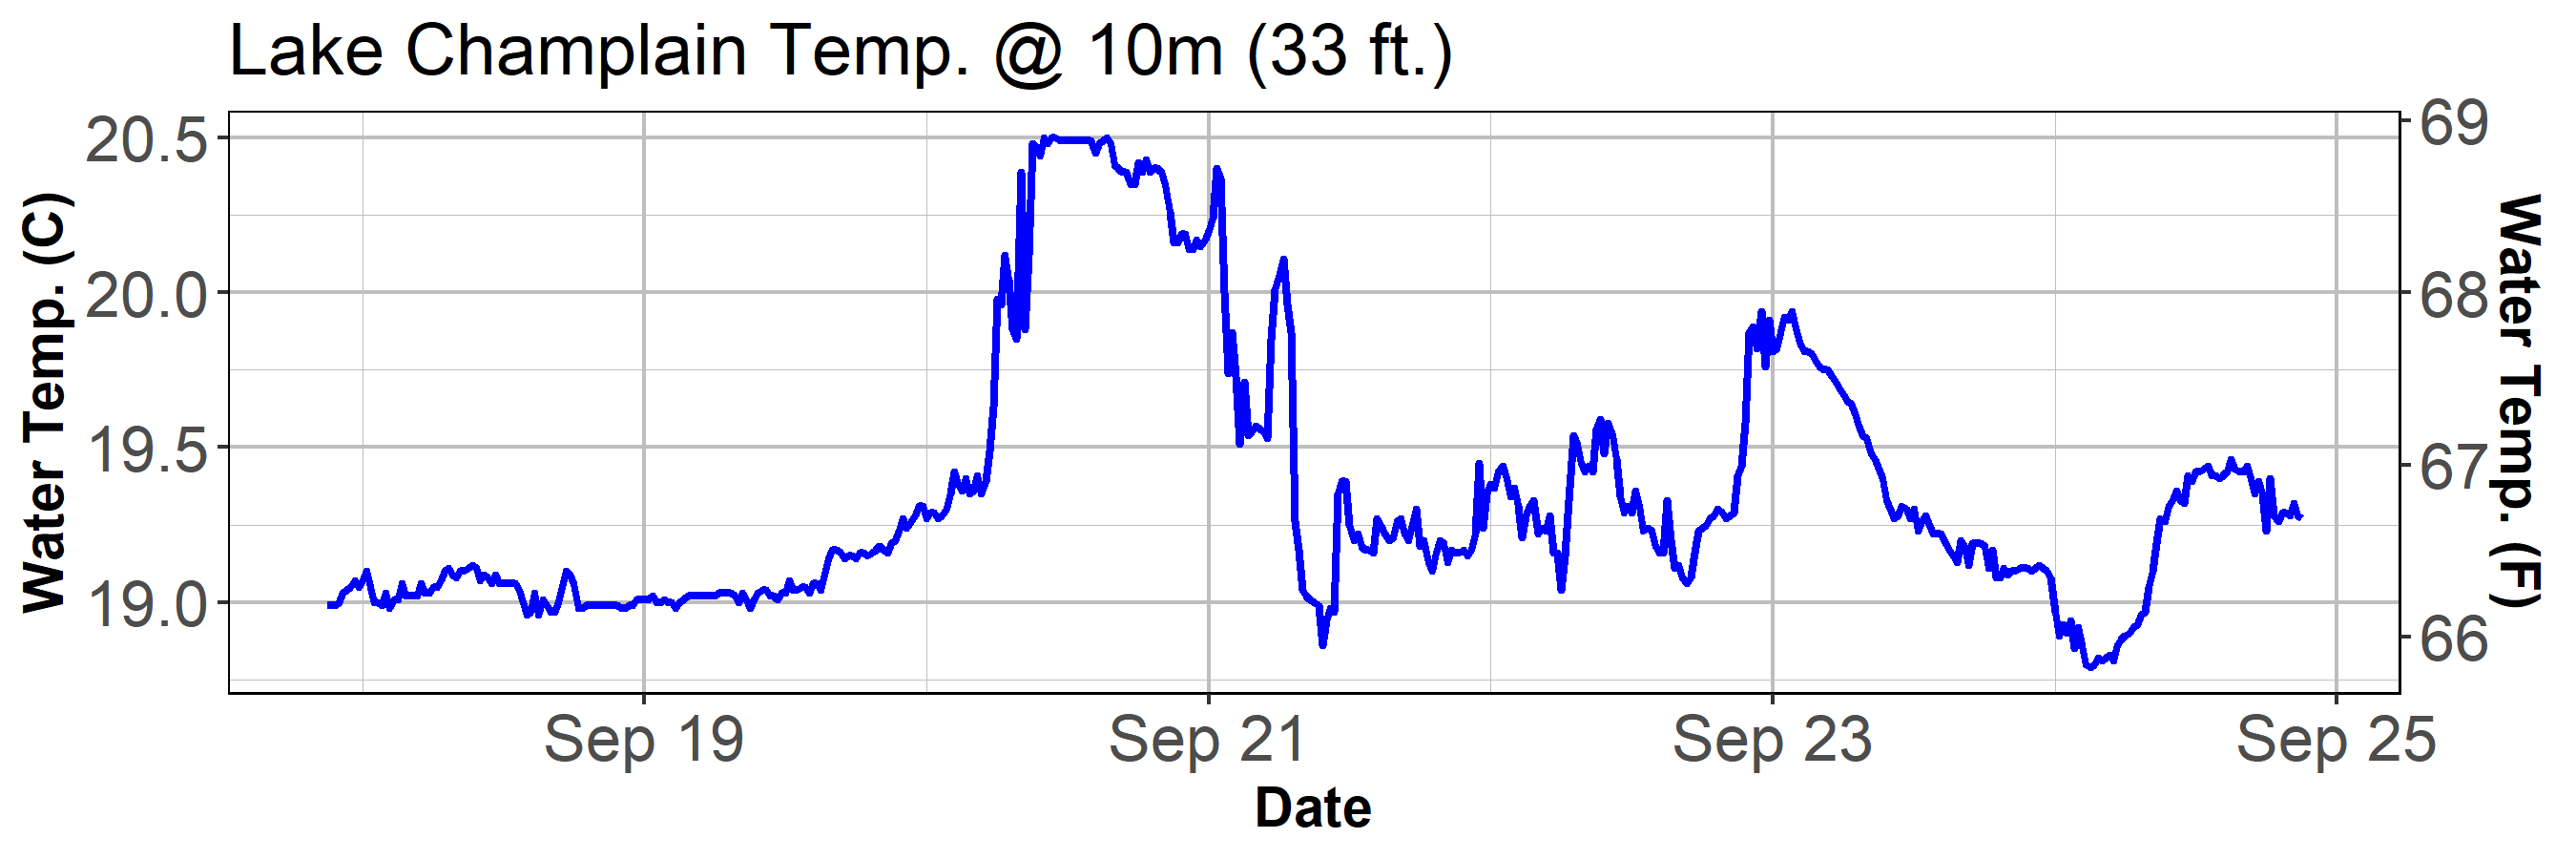 Lake Champlain Temp. @ 10m (33 ft.)
Water Temp. (C)
20.5
20.0
19.5
19.0
69
68
67
66
Water Temp. (F)
Sep 19
Sep 21
Sep 23
Sep 25
Date